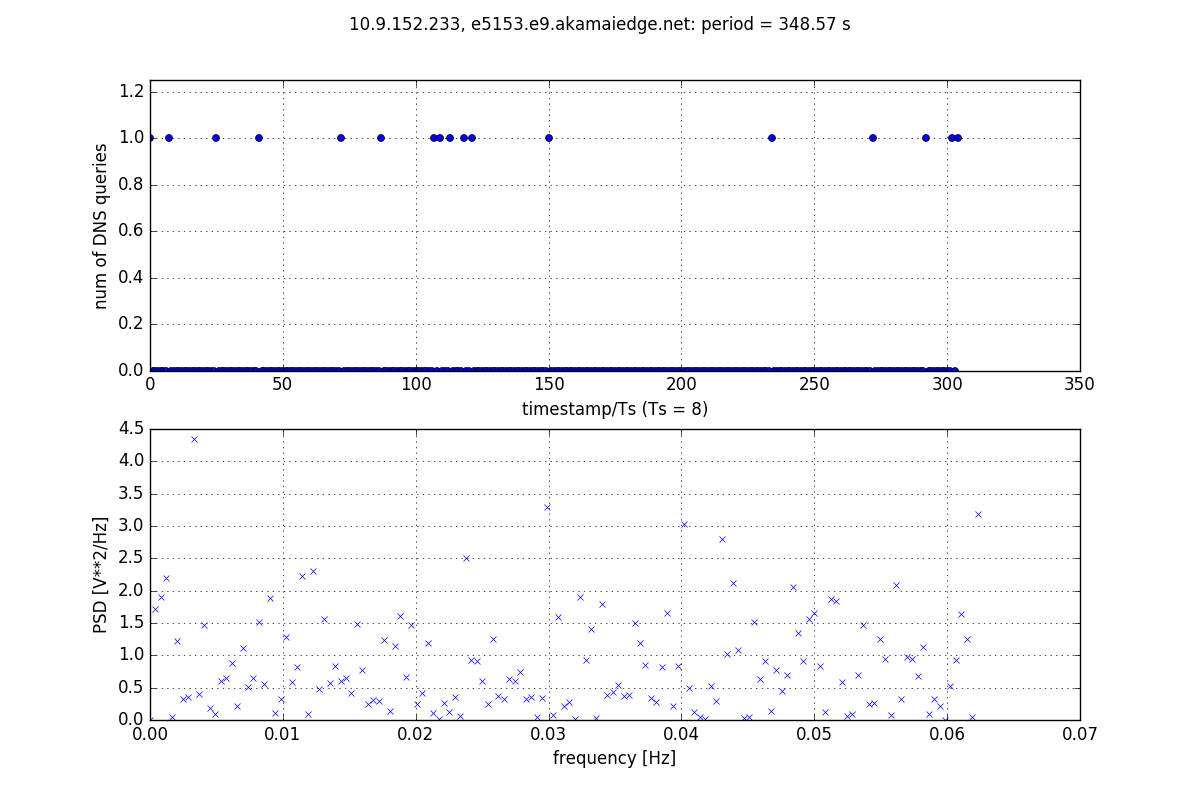 10.9.152.233, e5153.e9.akamaiedge.net: period = 348.57 s
num of DNS queries
1.2
1.0
0.8
0.6
0.4
0.2
0.0
0 50 100 150 200 250 300 350
timestamp/Ts (Ts = 8)
PSD [V**2/Hz]
4.5
4.0
3.5
3.0
2.5
2.0
1.5
1.0
0.5
0.0
0.00 0.01 0.02 0.03 0.04 0.05 0.06 0.07
frequency [Hz]